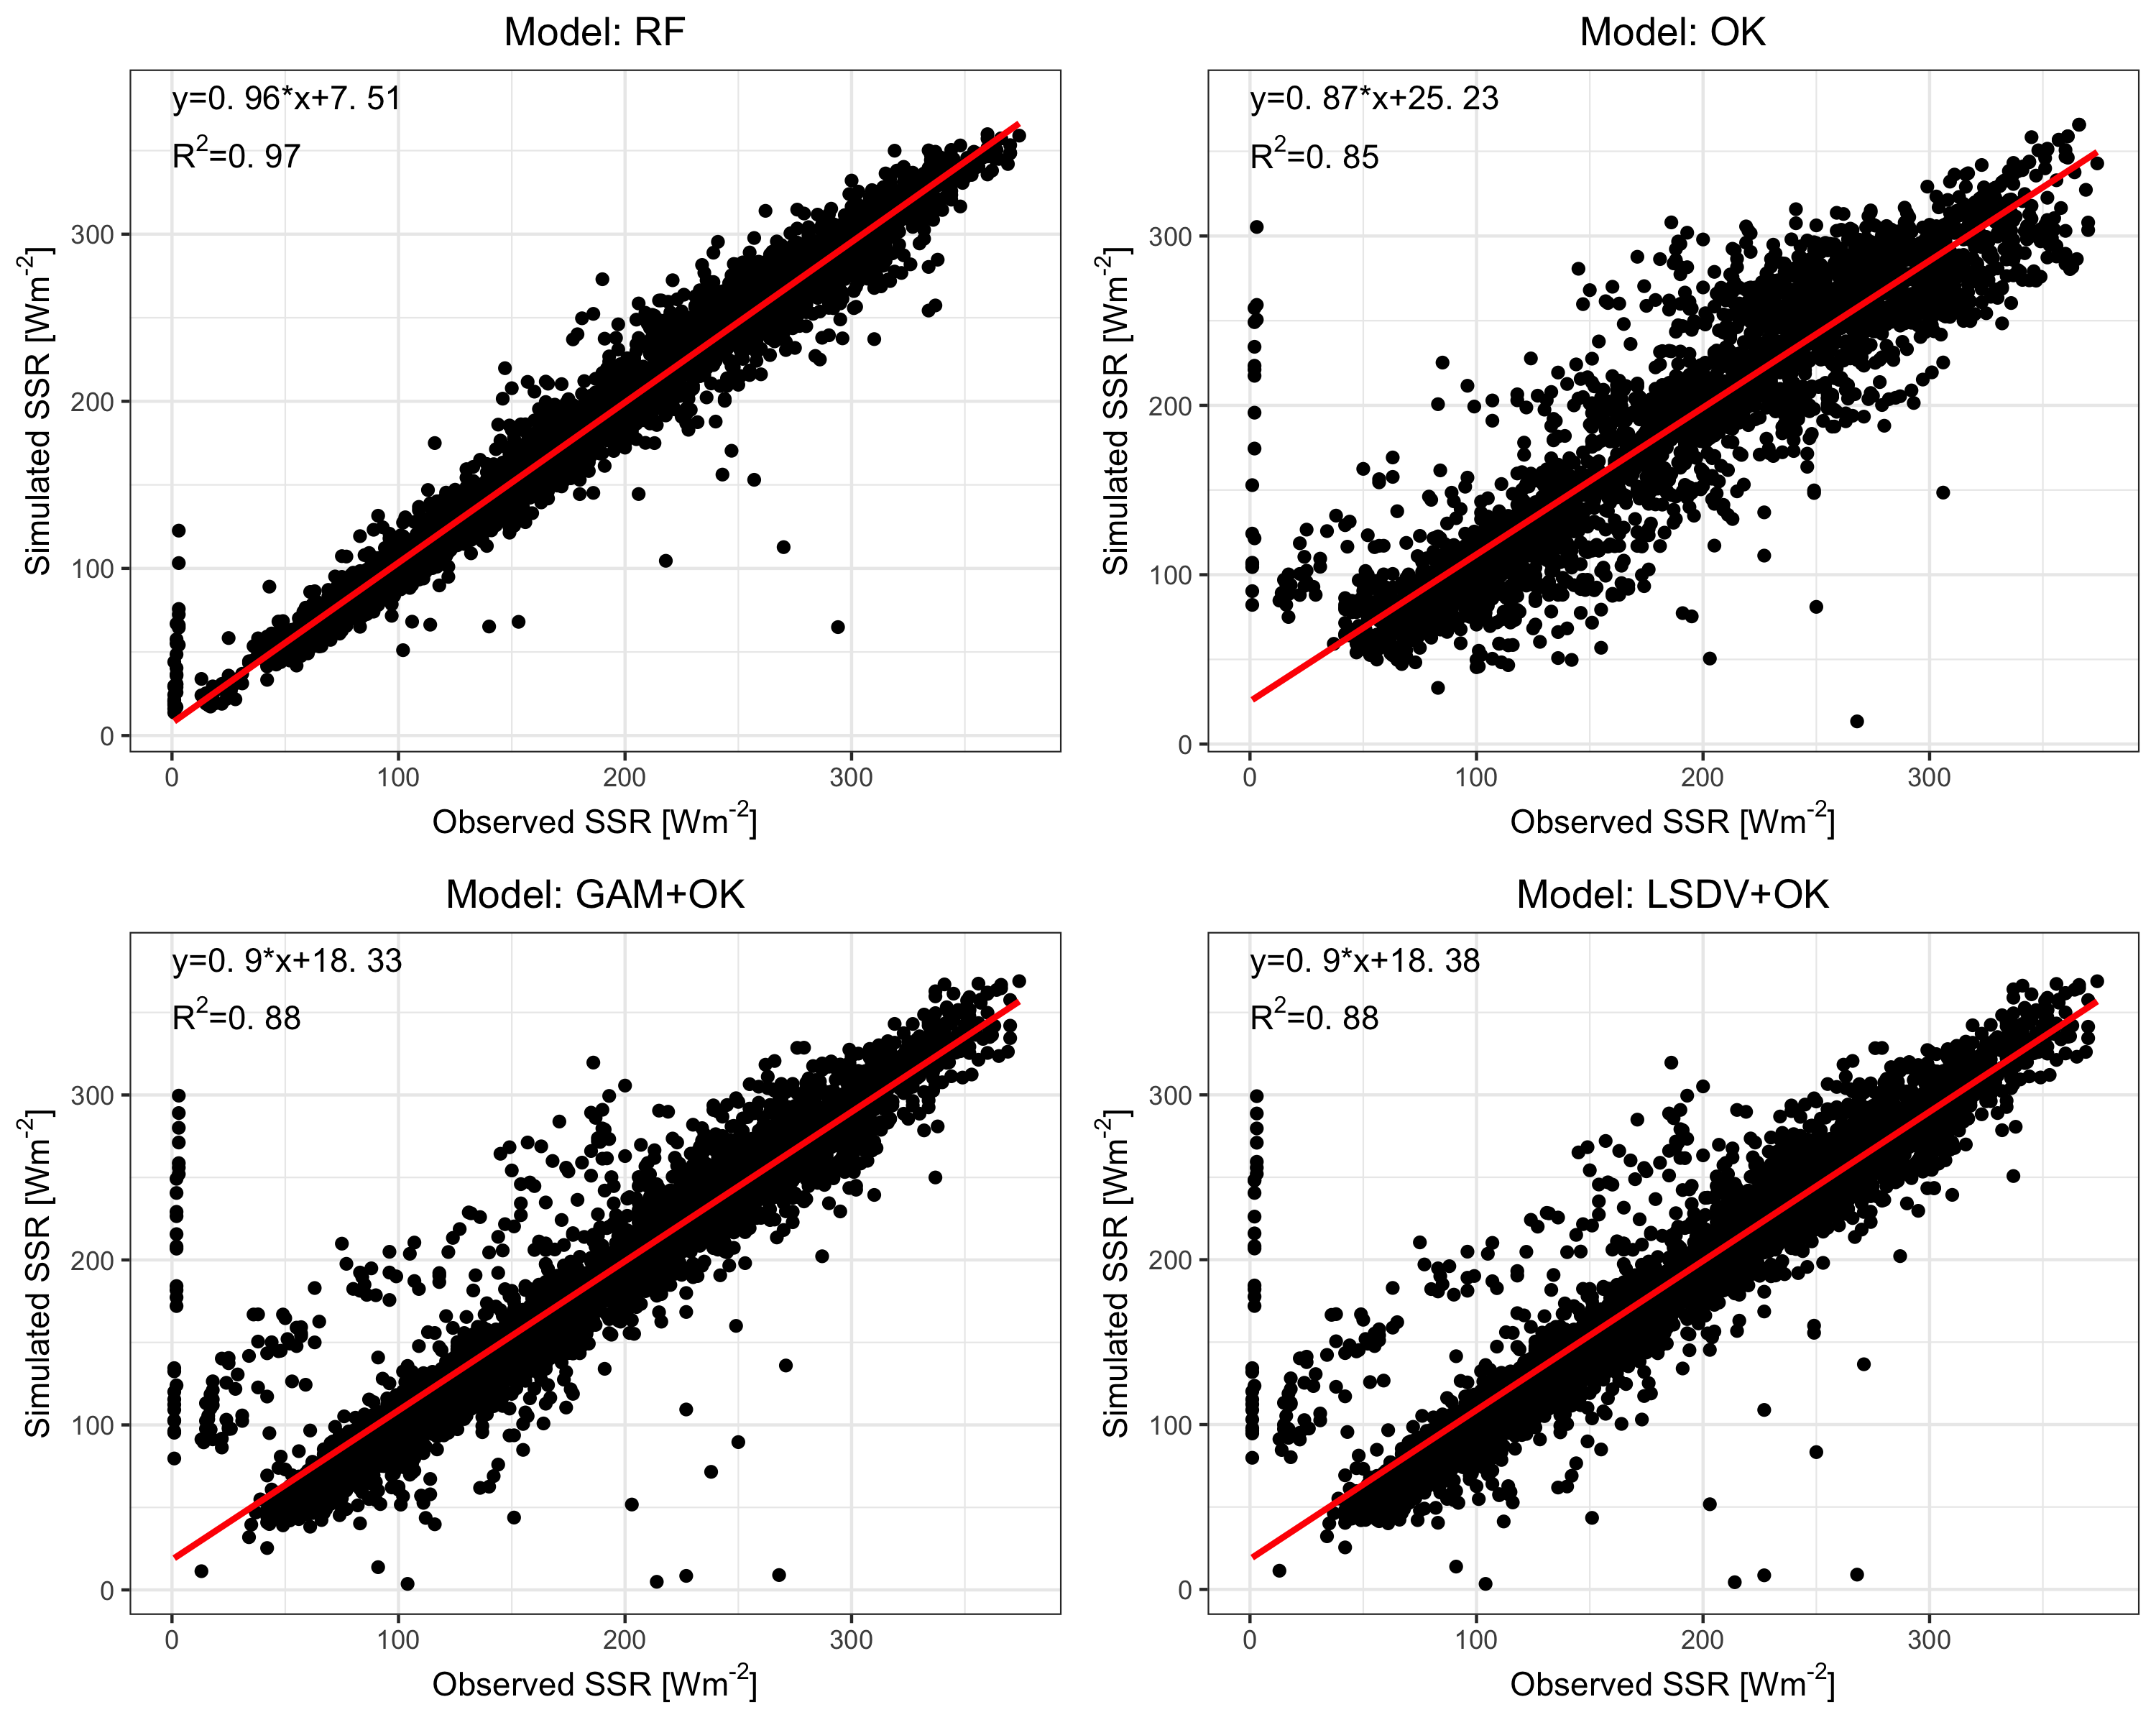 Model: RF
y=0. 96*x+7. 51
R²=0. 97
300
200
100
0
0 100 200 300
Simulated SSR [Wm⁻²]
Observed SSR [Wm⁻²]
Model: OK
y=0. 87*x+25. 23
R²=0. 85
300
200
100
0
0 100 200 300
Simulated SSR [Wm⁻²]
Observed SSR [Wm⁻²]
Model: GAM+OK
y=0. 9*x+18. 33
R²=0. 88
300
200
100
0
0 100 200 300
Simulated SSR [Wm⁻²]
Observed SSR [Wm⁻²]
Model: LSDV+OK
y=0. 9*x+18. 38
R²=0. 88
300
200
100
0
0 100 200 300
Simulated SSR [Wm⁻²]
Observed SSR [Wm⁻²]